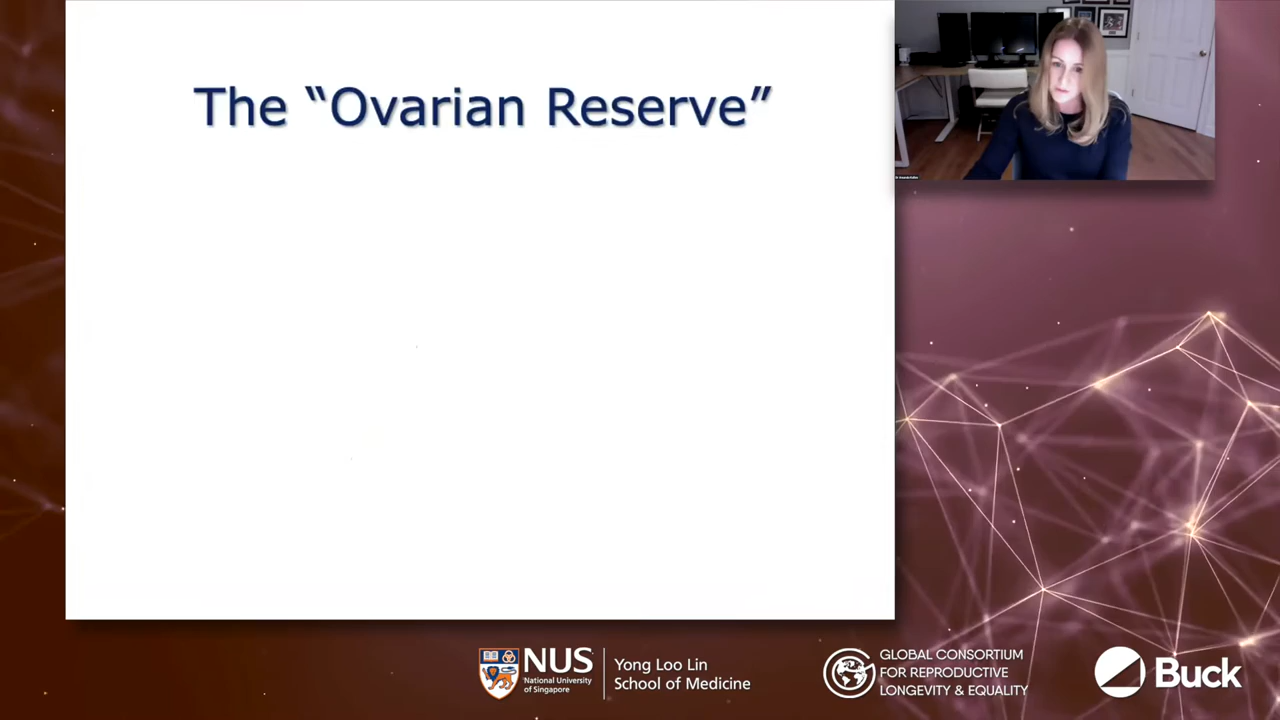 The “Ovarian Reserve”
NUS
National University
of Singapore
Yong Loo Lin
School of Medicine
GLOBAL CONSORTIUM
FOR REPRODUCTIVE
LONGEVITY & EQUALITY
Buck